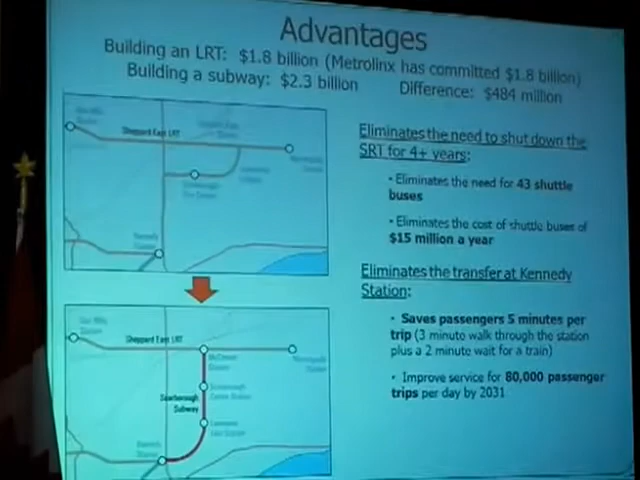 Advantages
Building an LRT: $1.8 billion (Metrolinx has committed $1.8 billion)
Building a subway: $2.3 billion Difference: $484 million
Sheppard East LRT
Eliminates the need to shut down the
SRT for 4+ years:
• Eliminates the need for 43 shuttle
buses
• Eliminates the cost of shuttle buses of
$15 million a year
Eliminates the transfer at Kennedy
Station:
• Saves passengers 5 minutes per
trip (3 minute walk through the station
plus a 2 minute wait for a train)
• Improve service for 80,000 passenger
trips per day by 2031
Sheppard East LRT
Scarborough
Subway
Kennedy
Station